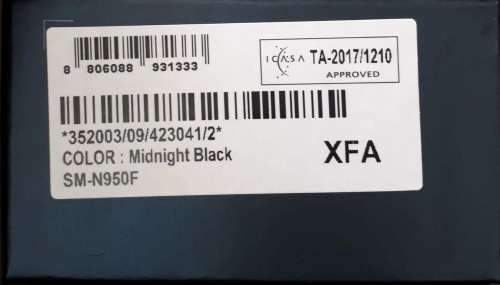 8 806088 931333
ICASA TA-2017/1210
APPROVED
*352003/09/423041/2*
COLOR : Midnight Black
XFA
SM-N950F